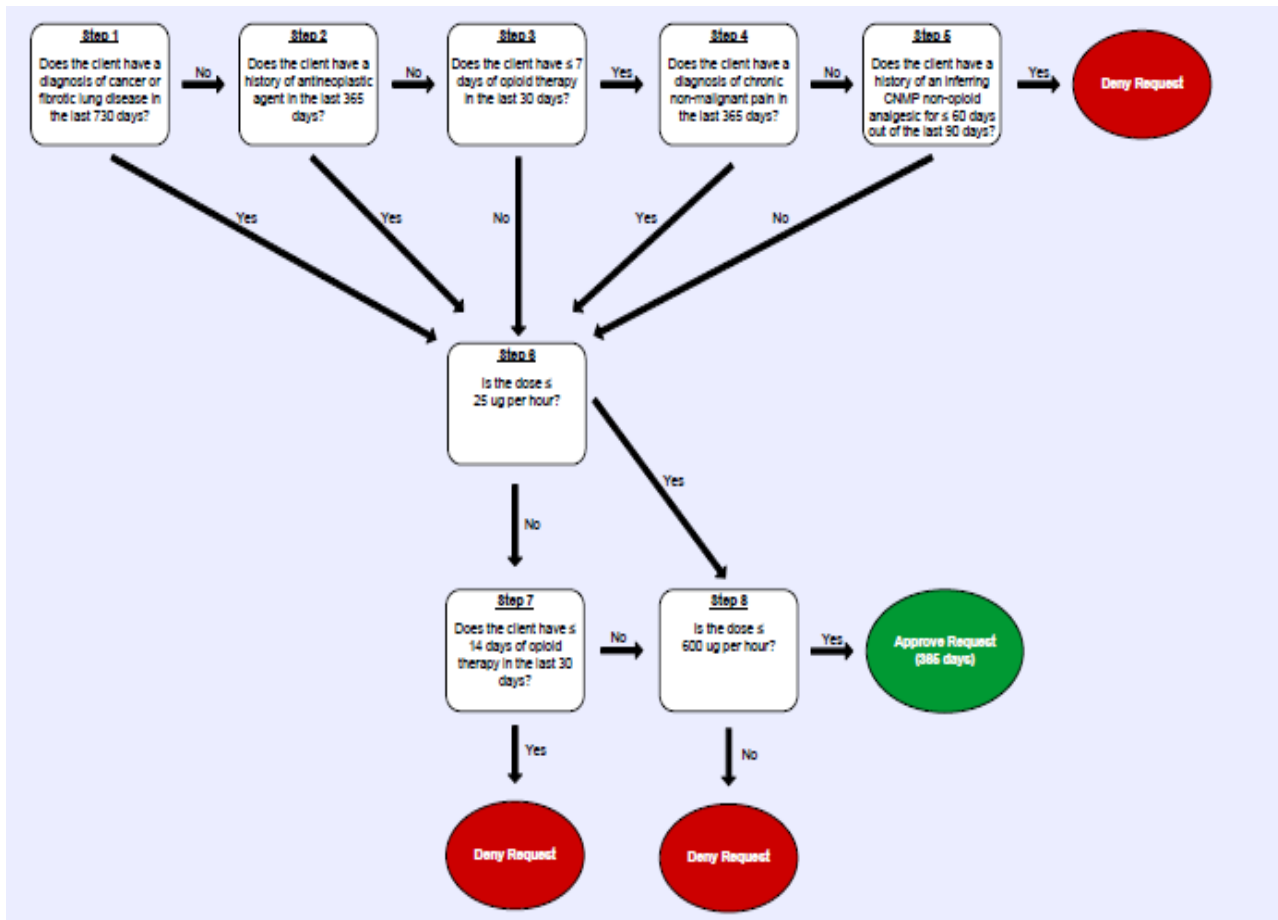 Step 1
Does the client have a
diagnosis of cancer or
fibrotic lung disease in
the last 730 days?
No
Step 2
Does the client have a
history of antineoplastic
agent in the last 365
days?
No
Step 3
Does the client have ≤ 7
days of opioid therapy
in the last 30 days?
Yes
Step 4
Does the client have a
diagnosis of chronic
non-malignant pain in
the last 365 days?
No
Step 5
Does the client have a
history of an inferring
CNMP non-opioid
analgesic for ≤ 60 days
out of the last 90 days?
Yes
Deny Request
Yes
Yes
No
Yes
No
Step 6
Is the dose ≤
25 ug per hour?
Yes
No
Step 7
Does the client have ≤
14 days of opioid
therapy in the last 30
days?
No
Step 8
Is the dose ≤
600 ug per hour?
Yes
Approve Request
(365 days)
Yes
No
Deny Request
Deny Request